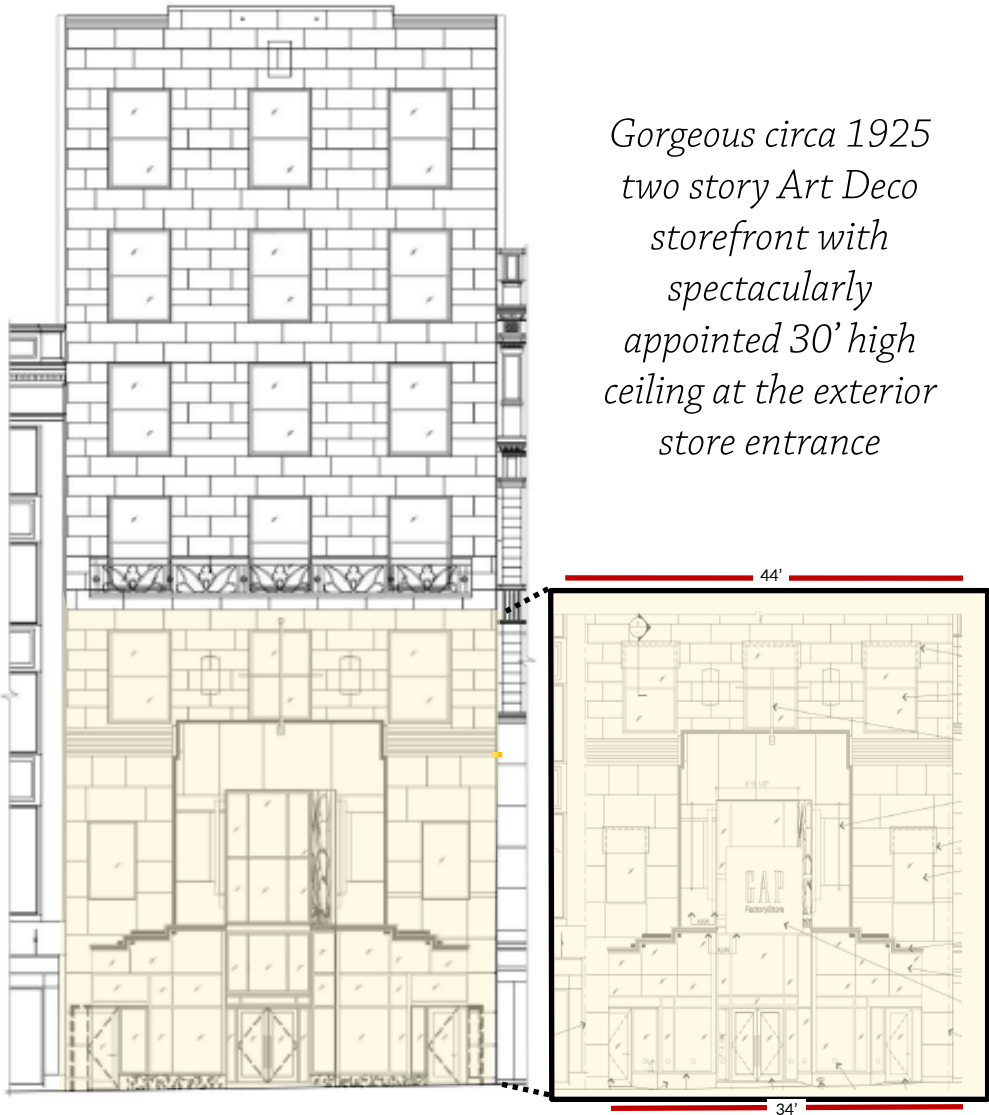 Gorgeous circa 1925
two story Art Deco
storefront with
spectacularly
appointed 30’ high
ceiling at the exterior
store entrance
44’
GAP
FactoryStore
34’